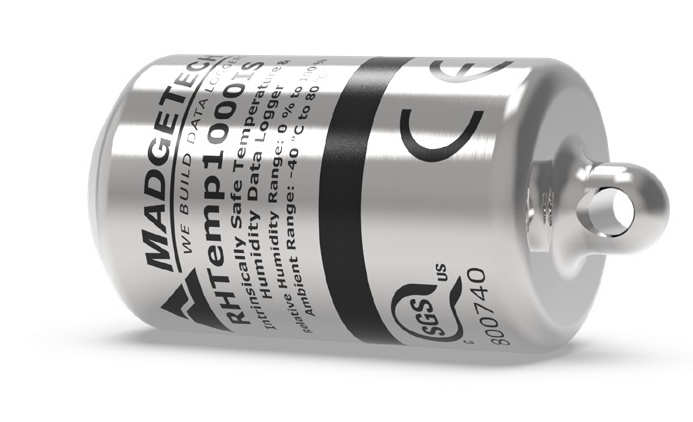 MADGETECH
WE BUILD DATA LOGGERS
RHTemp1000IS
Intrinsically Safe Temperature &
Humidity Data Logger
Relative Humidity Range: 0 % to 100 %
Ambient Range: -40 °C to 80 °C
CE
SGS
C US
800740